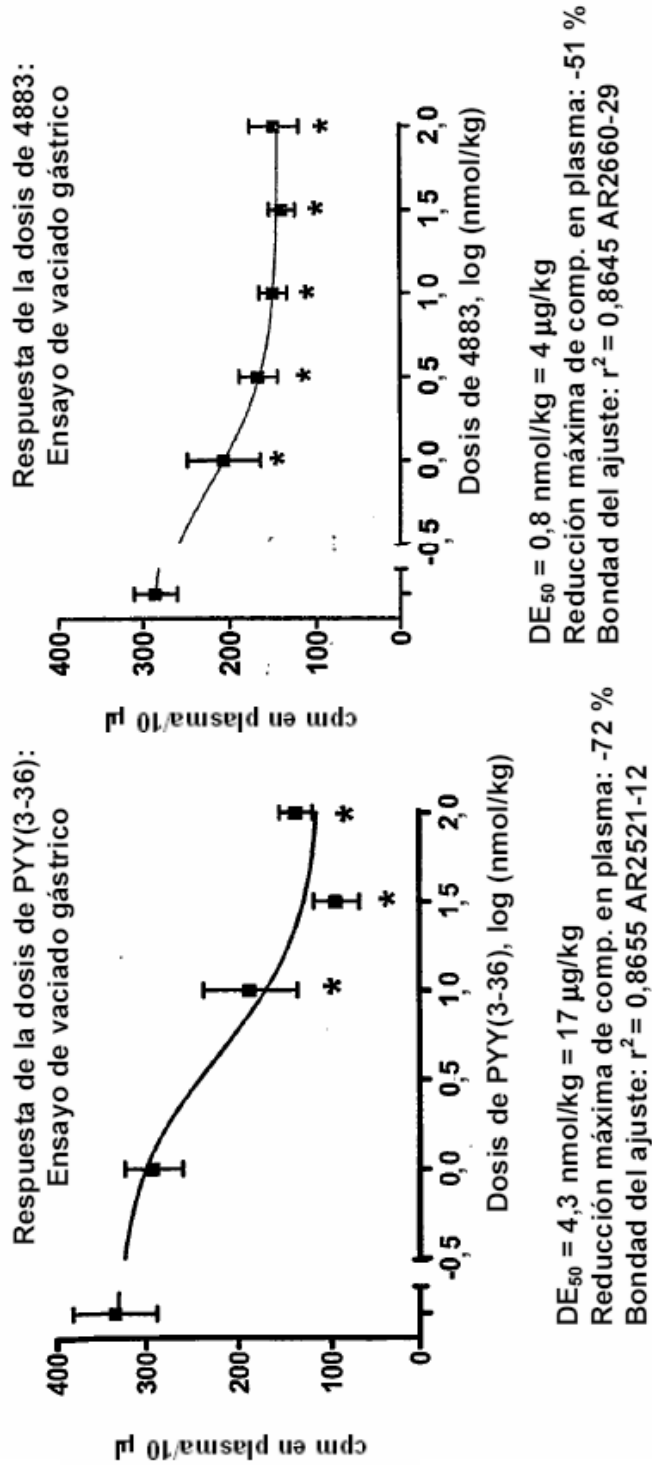 Respuesta de la dosis de PYY(3-36):
Ensayo de vaciado gástrico
cpm en plasma/10 µl
400
300
200
100
0
-0,5 0,0 0,5 1,0 1,5 2,0
* * *
Dosis de PYY(3-36), log (nmol/kg)
DE50 = 4,3 nmol/kg = 17 µg/kg
Reducción máxima de comp. en plasma: -72 %
Bondad del ajuste: r² = 0,8655 AR2521-12
Respuesta de la dosis de 4883:
Ensayo de vaciado gástrico
cpm en plasma/10 µl
400
300
200
100
0
-0,5 0,0 0,5 1,0 1,5 2,0
* * * * *
Dosis de 4883, log (nmol/kg)
DE50 = 0,8 nmol/kg = 4 µg/kg
Reducción máxima de comp. en plasma: -51 %
Bondad del ajuste: r² = 0,8645 AR2660-29